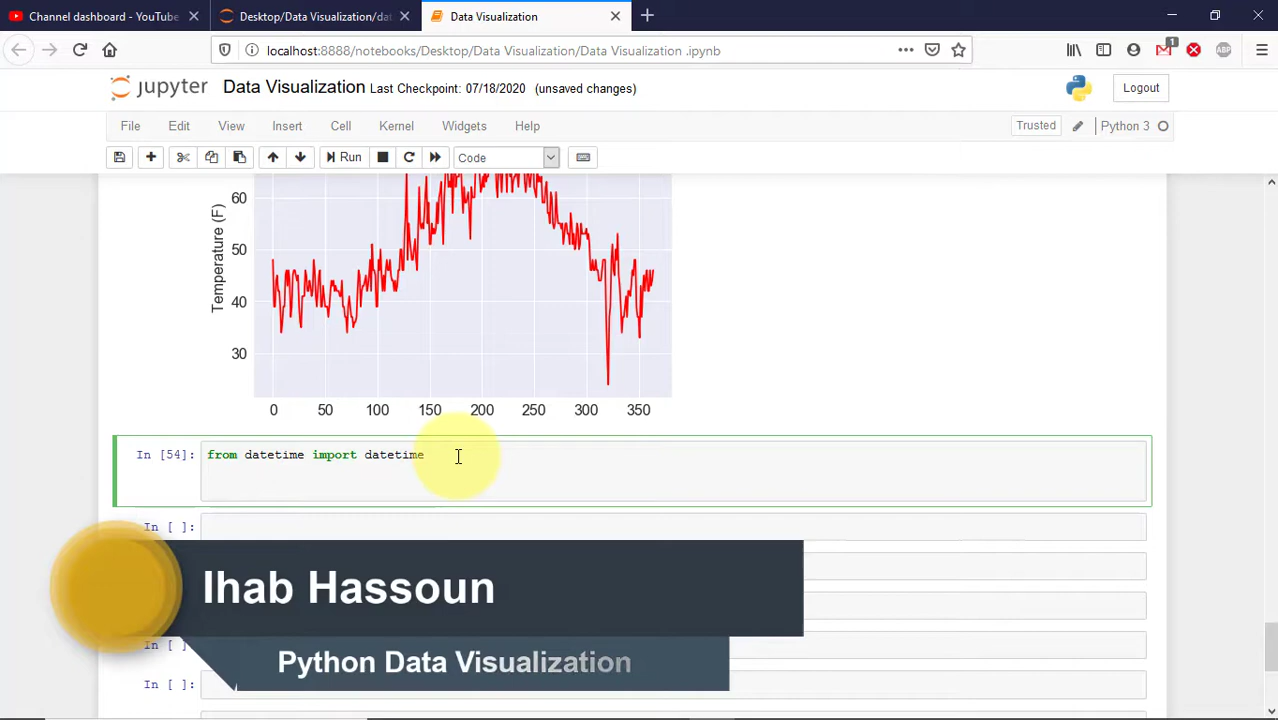 Channel dashboard - YouTube
Desktop/Data Visualization/dat
Data Visualization
localhost:8888/notebooks/Desktop/Data Visualization/Data Visualization .ipynb
1
ABP
jupyter Data Visualization Last Checkpoint: 07/18/2020 (unsaved changes)
Logout
File Edit View Insert Cell Kernel Widgets Help
Trusted
Python 3
Run
Code
Temperature (F)
60
50
40
30
0 50 100 150 200 250 300 350
In [54]: from datetime import datetime
In [ ]:
Ihab Hassoun
Python Data Visualization
In [ ]:
In [ ]: